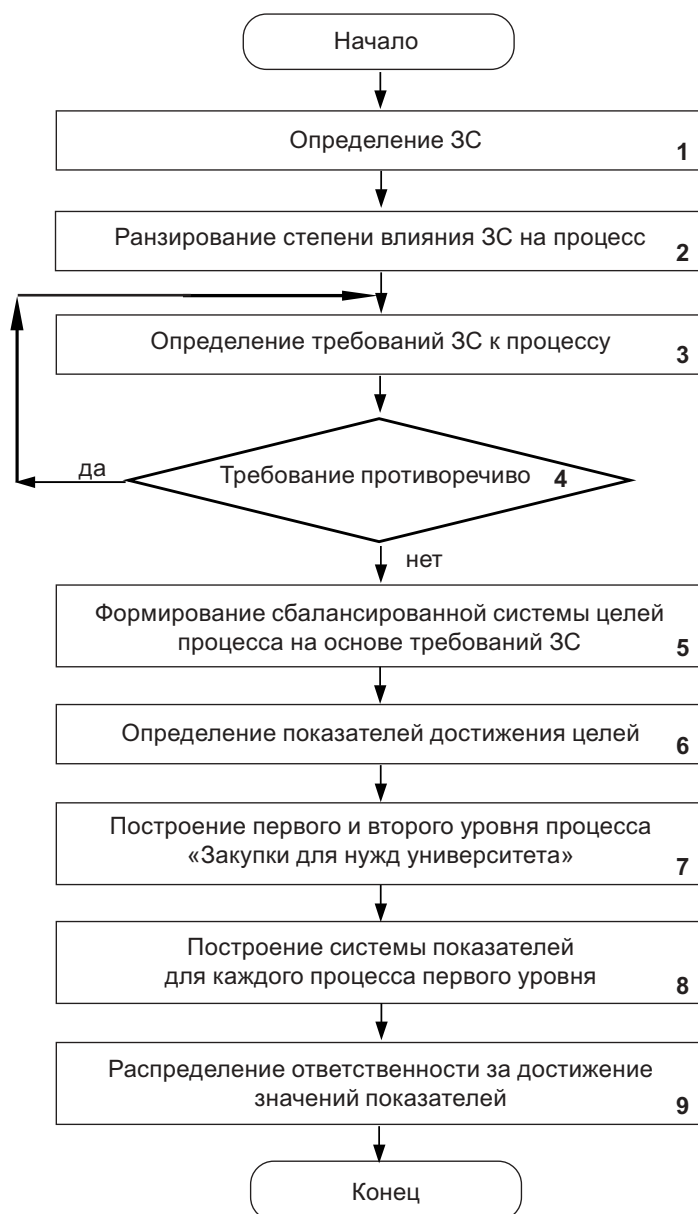 Начало
Определение ЗС
1
Ранзирование степени влияния ЗС на процесс
2
Определение требований ЗС к процессу
3
да
Требование противоречиво 4
нет
Формирование сбалансированной системы целей
процесса на основе требований ЗС
5
Определение показателей достижения целей
6
Построение первого и второго уровня процесса
«Закупки для нужд университета»
7
Построение системы показателей
для каждого процесса первого уровня
8
Распределение ответственности за достижение
значений показателей
9
Конец